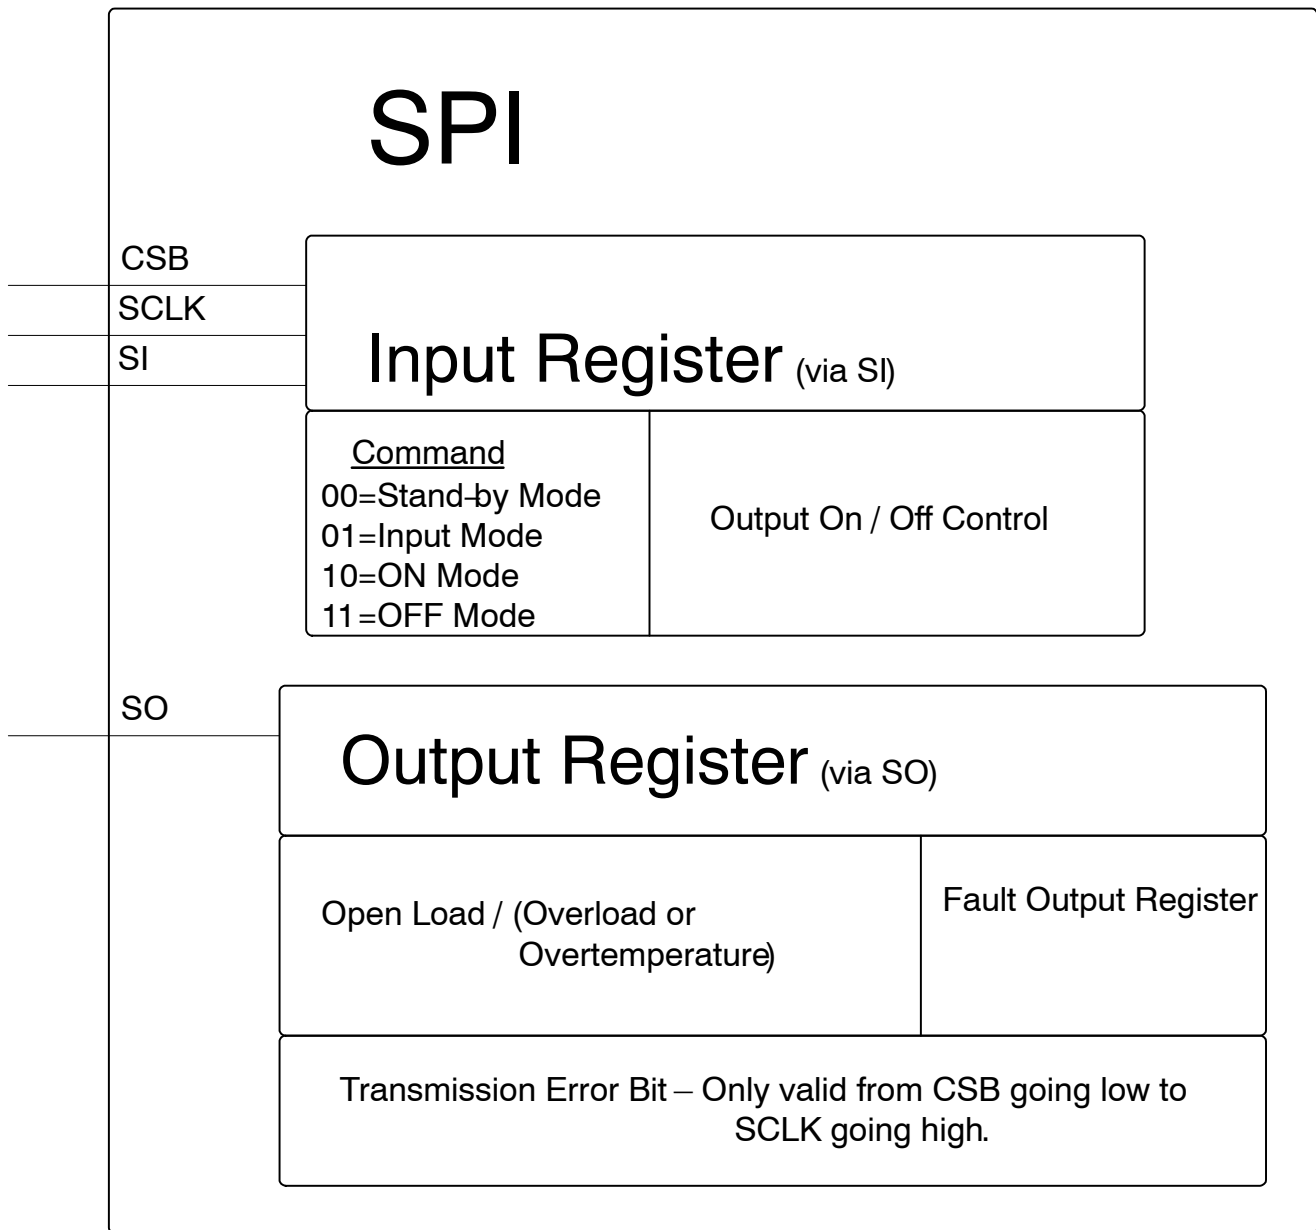 SPI
CSB
SCLK
SI
Input Register (via SI)
Command
00=Stand-by Mode
01=Input Mode
10=ON Mode
11=OFF Mode
Output On / Off Control
SO
Output Register (via SO)
Open Load / (Overload or
Overtemperature)
Fault Output Register
Transmission Error Bit – Only valid from CSB going low to
SCLK going high.